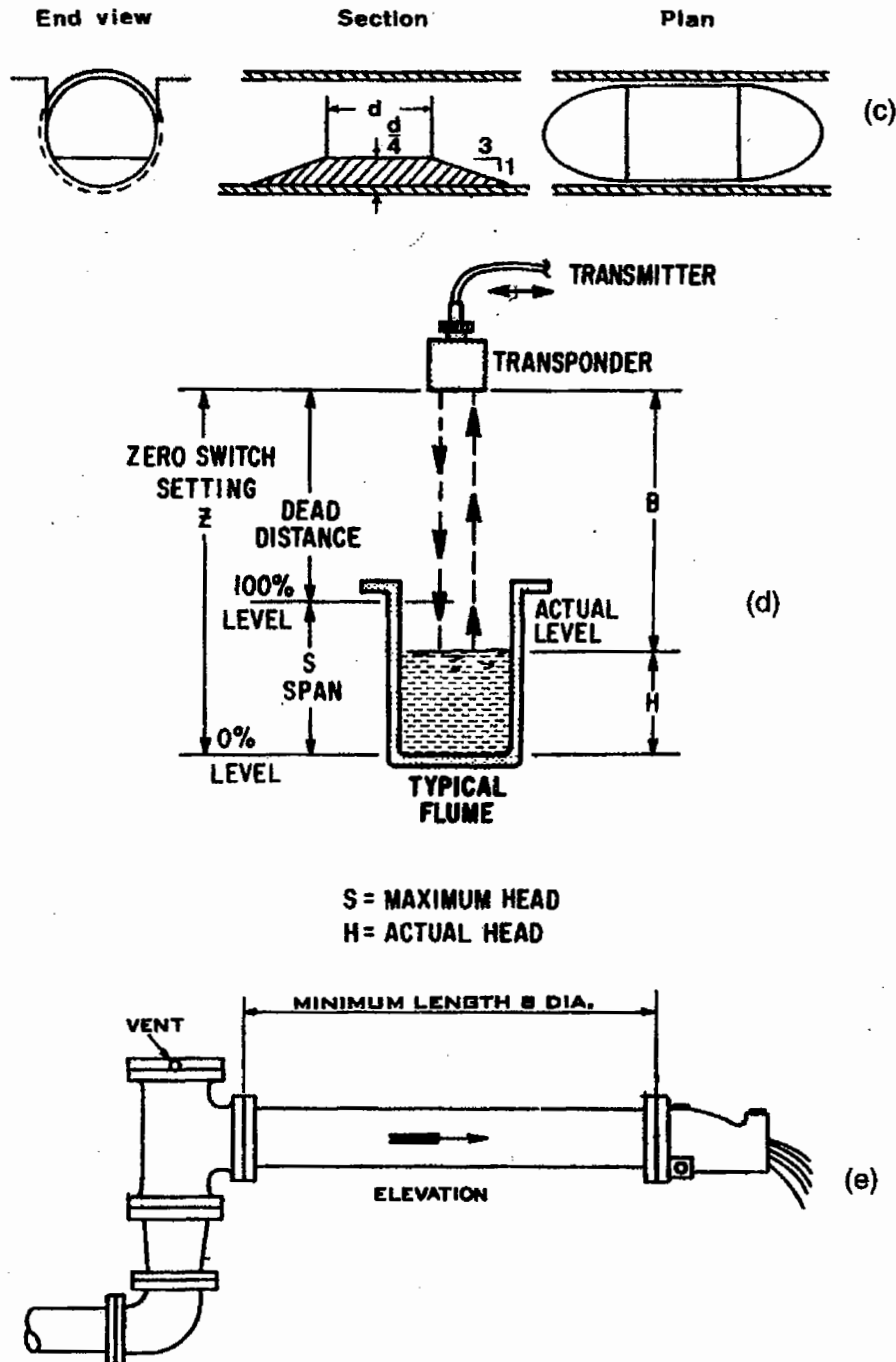 End view Section Plan
(c)
d
d
4
3
1
TRANSMITTER
TRANSPONDER
ZERO SWITCH
SETTING
Z
DEAD
DISTANCE
B
100%
LEVEL
ACTUAL
LEVEL
(d)
S
SPAN
H
0%
LEVEL
TYPICAL
FLUME
S = MAXIMUM HEAD
H = ACTUAL HEAD
MINIMUM LENGTH 8 DIA.
VENT
ELEVATION
(e)